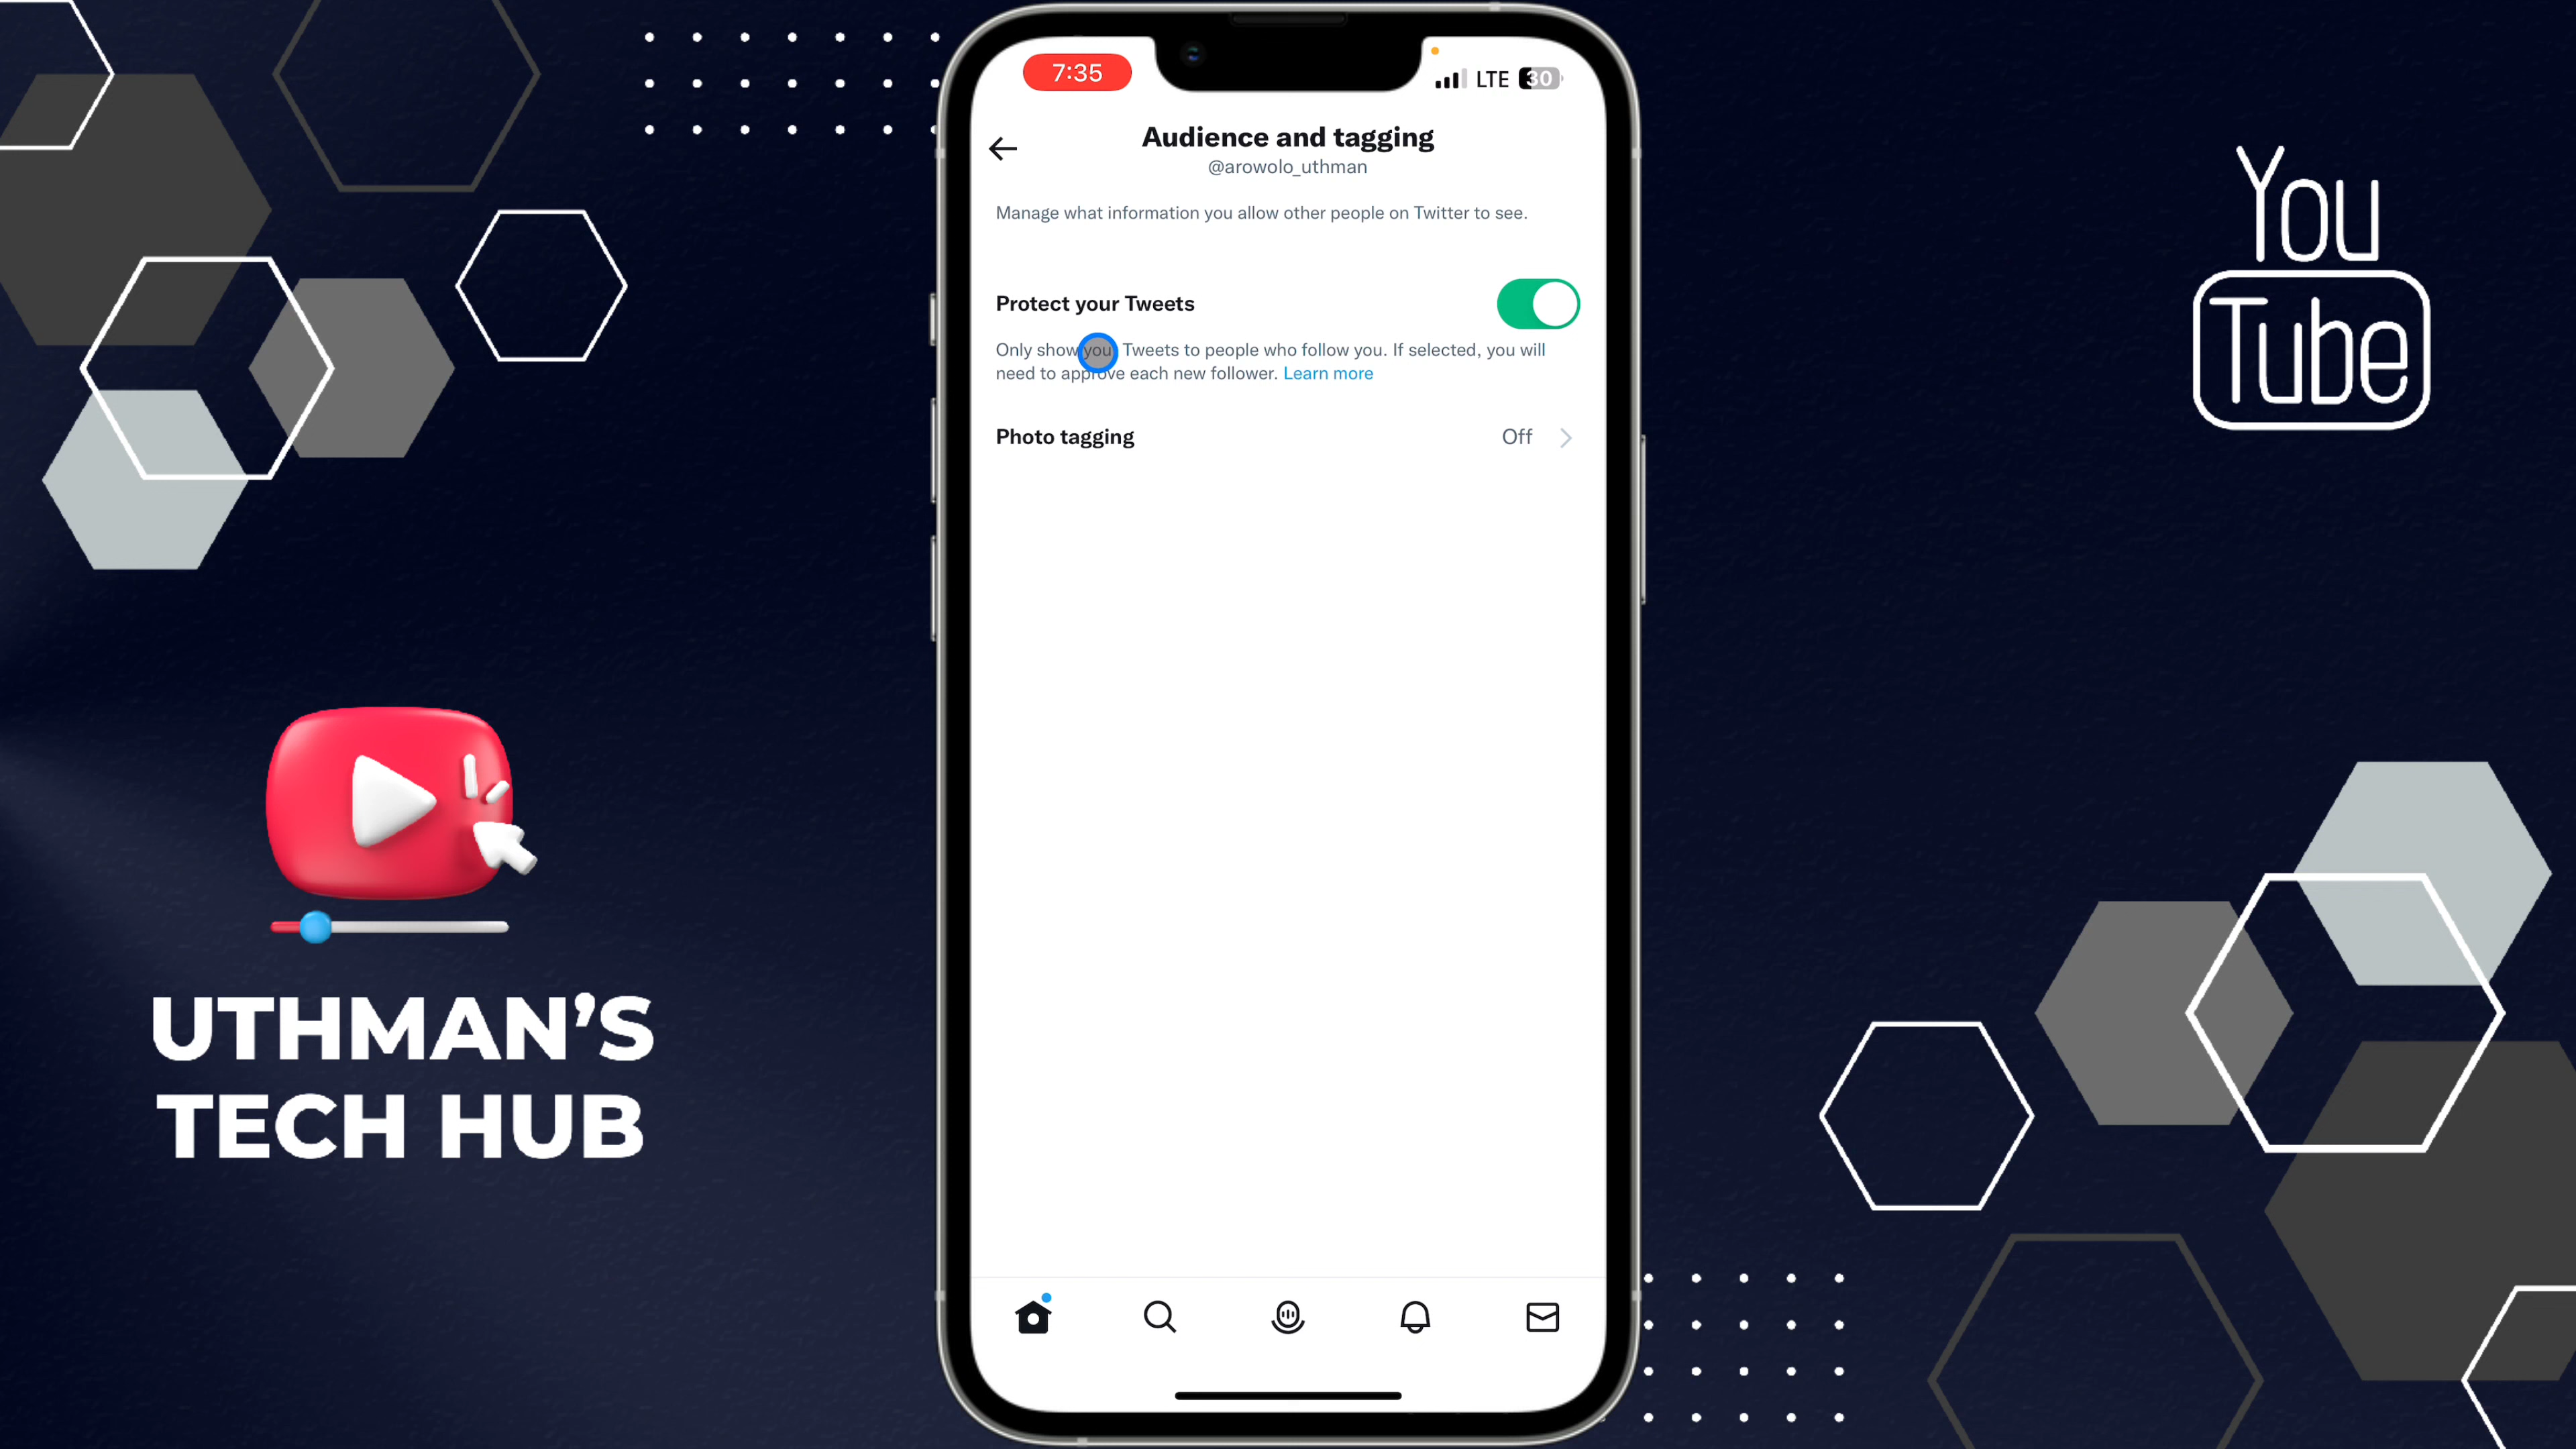 7:35
LTE 30
Audience and tagging
@arowolo_uthman
Manage what information you allow other people on Twitter to see.
Protect your Tweets
Only show you Tweets to people who follow you. If selected, you will
need to approve each new follower. Learn more
Photo tagging
Off
You
Tube
UTHMAN'S
TECH HUB